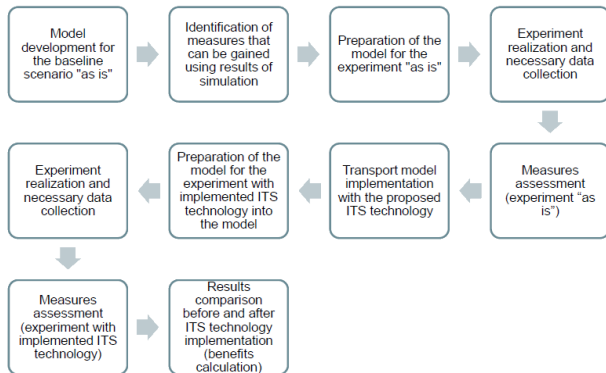 Model
development for
the baseline
scenario "as is"
Identification of
measures that
can be gained
using results of
simulation
Preparation of the
model for the
experiment "as is"
Experiment
realization and
necessary data
collection
Measures
assessment
(experiment “as
is”)
Transport model
implementation
with the proposed
ITS technology
Preparation of the
model for the
experiment with
implemented ITS
technology into
the model
Experiment
realization and
necessary data
collection
Measures
assessment
(experiment with
implemented ITS
technology)
Results
comparison before
and after ITS
technology
implementation
(benefits
calculation)